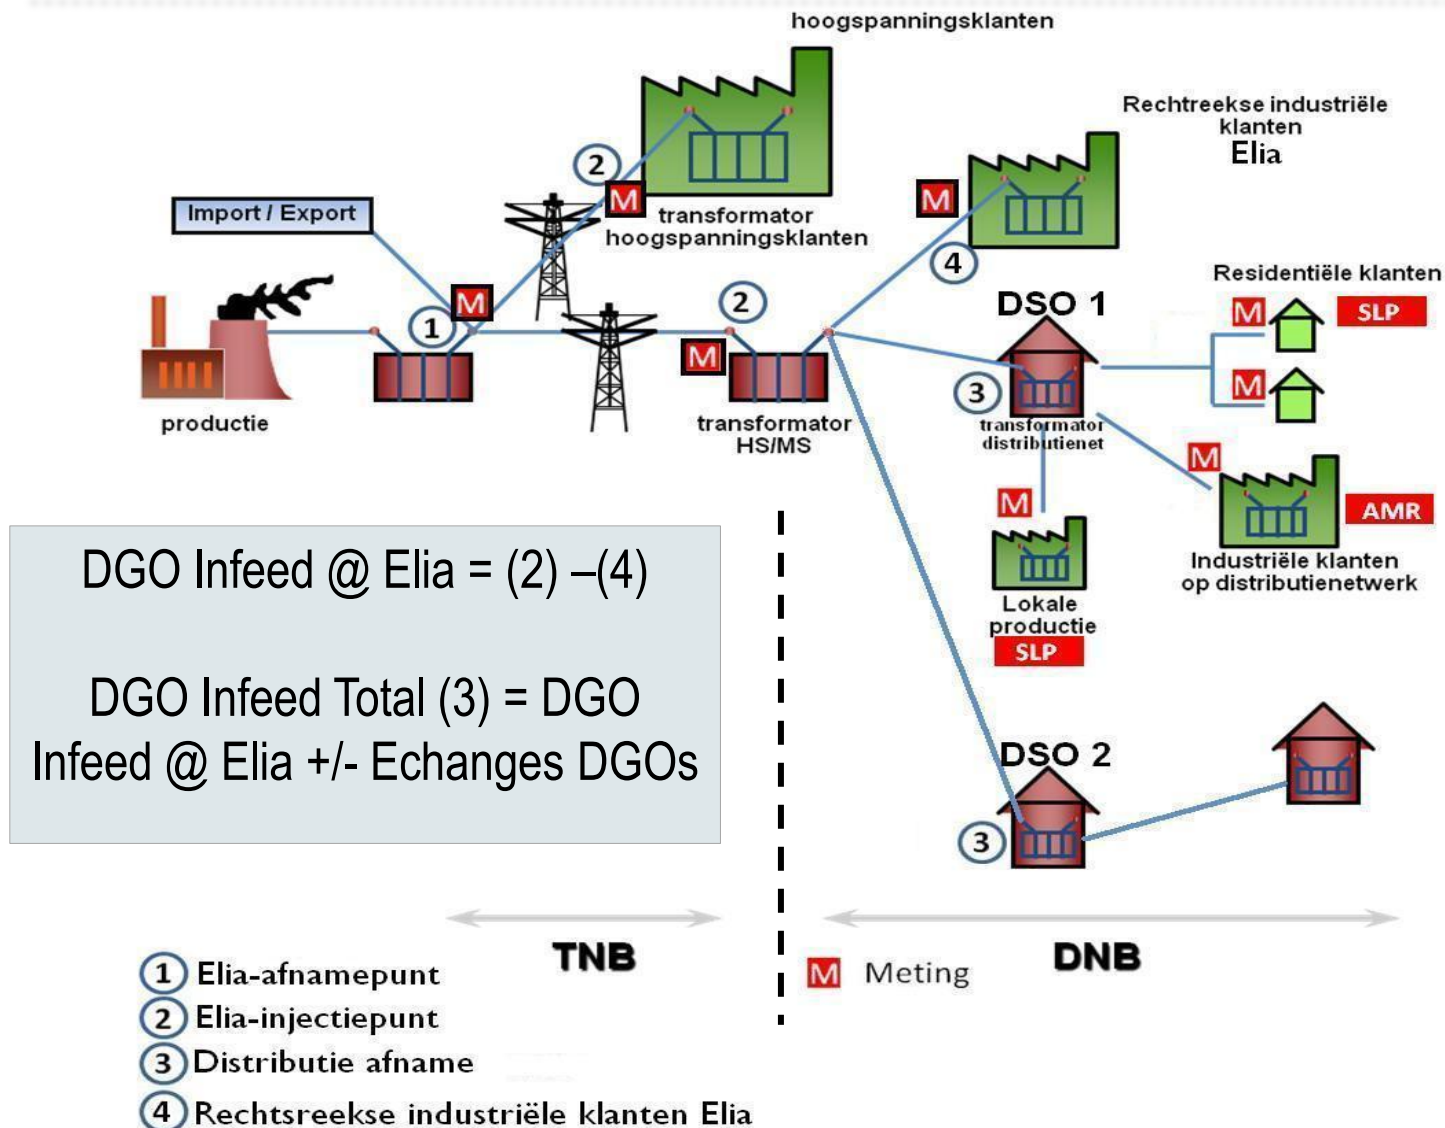 hoogspanningsklanten
Rechtreekse industriële
klanten
Elia
2
M
M
Import / Export
transformator
hoogspanningsklanten
4
Residentiële klanten
M
1
2
DSO 1
M
SLP
M
3
M
productie
transformator
HS/MS
transformator
distributienet
M
M
AMR
DGO Infeed @ Elia = (2) –(4)
Industriële klanten
op distributienetwerk
Lokale
productie
SLP
DGO Infeed Total (3) = DGO
Infeed @ Elia +/- Echanges DGOs
DSO 2
3
TNB
DNB
M Meting
1 Elia-afnamepunt
2 Elia-injectiepunt
3 Distributie afname
4 Rechtsreekse industriële klanten Elia